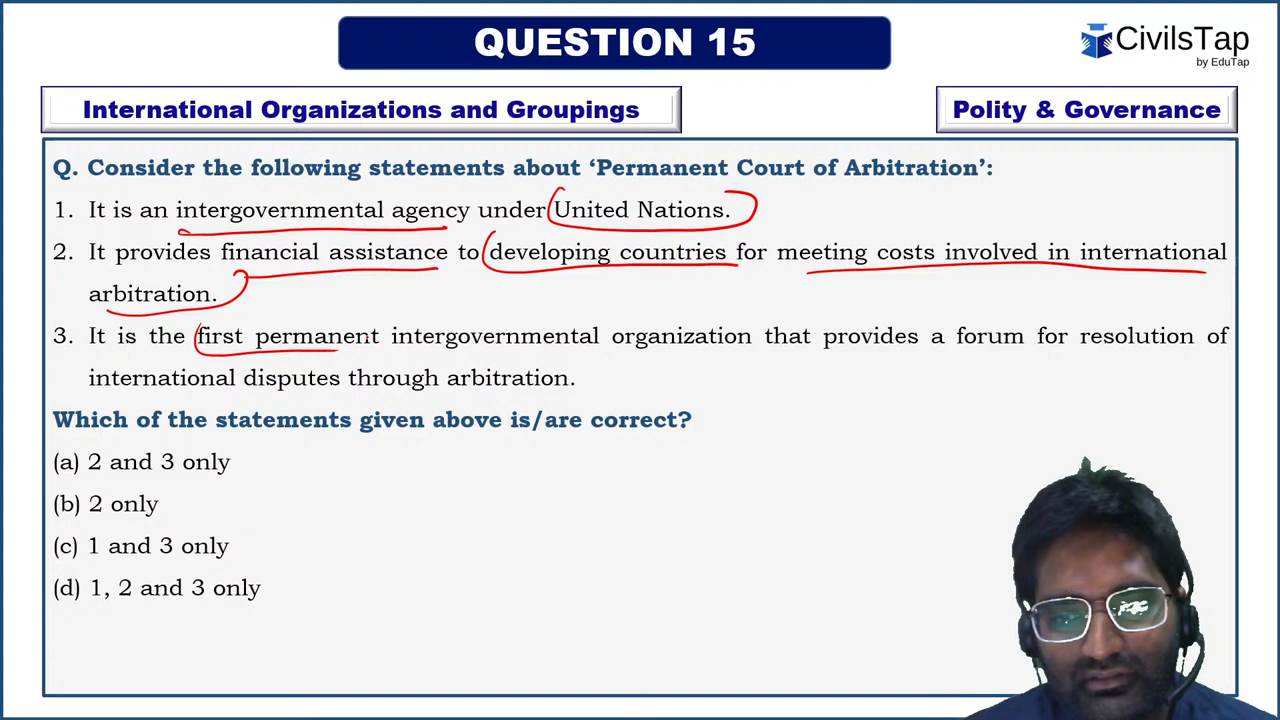 QUESTION 15
CivilsTap
by EduTap
International Organizations and Groupings
Polity & Governance
Q. Consider the following statements about ‘Permanent Court of Arbitration’:
1. It is an intergovernmental agency under United Nations.
2. It provides financial assistance to developing countries for meeting costs involved in international
arbitration.
3. It is the first permanent intergovernmental organization that provides a forum for resolution of
international disputes through arbitration.
Which of the statements given above is/are correct?
(a) 2 and 3 only
(b) 2 only
(c) 1 and 3 only
(d) 1, 2 and 3 only